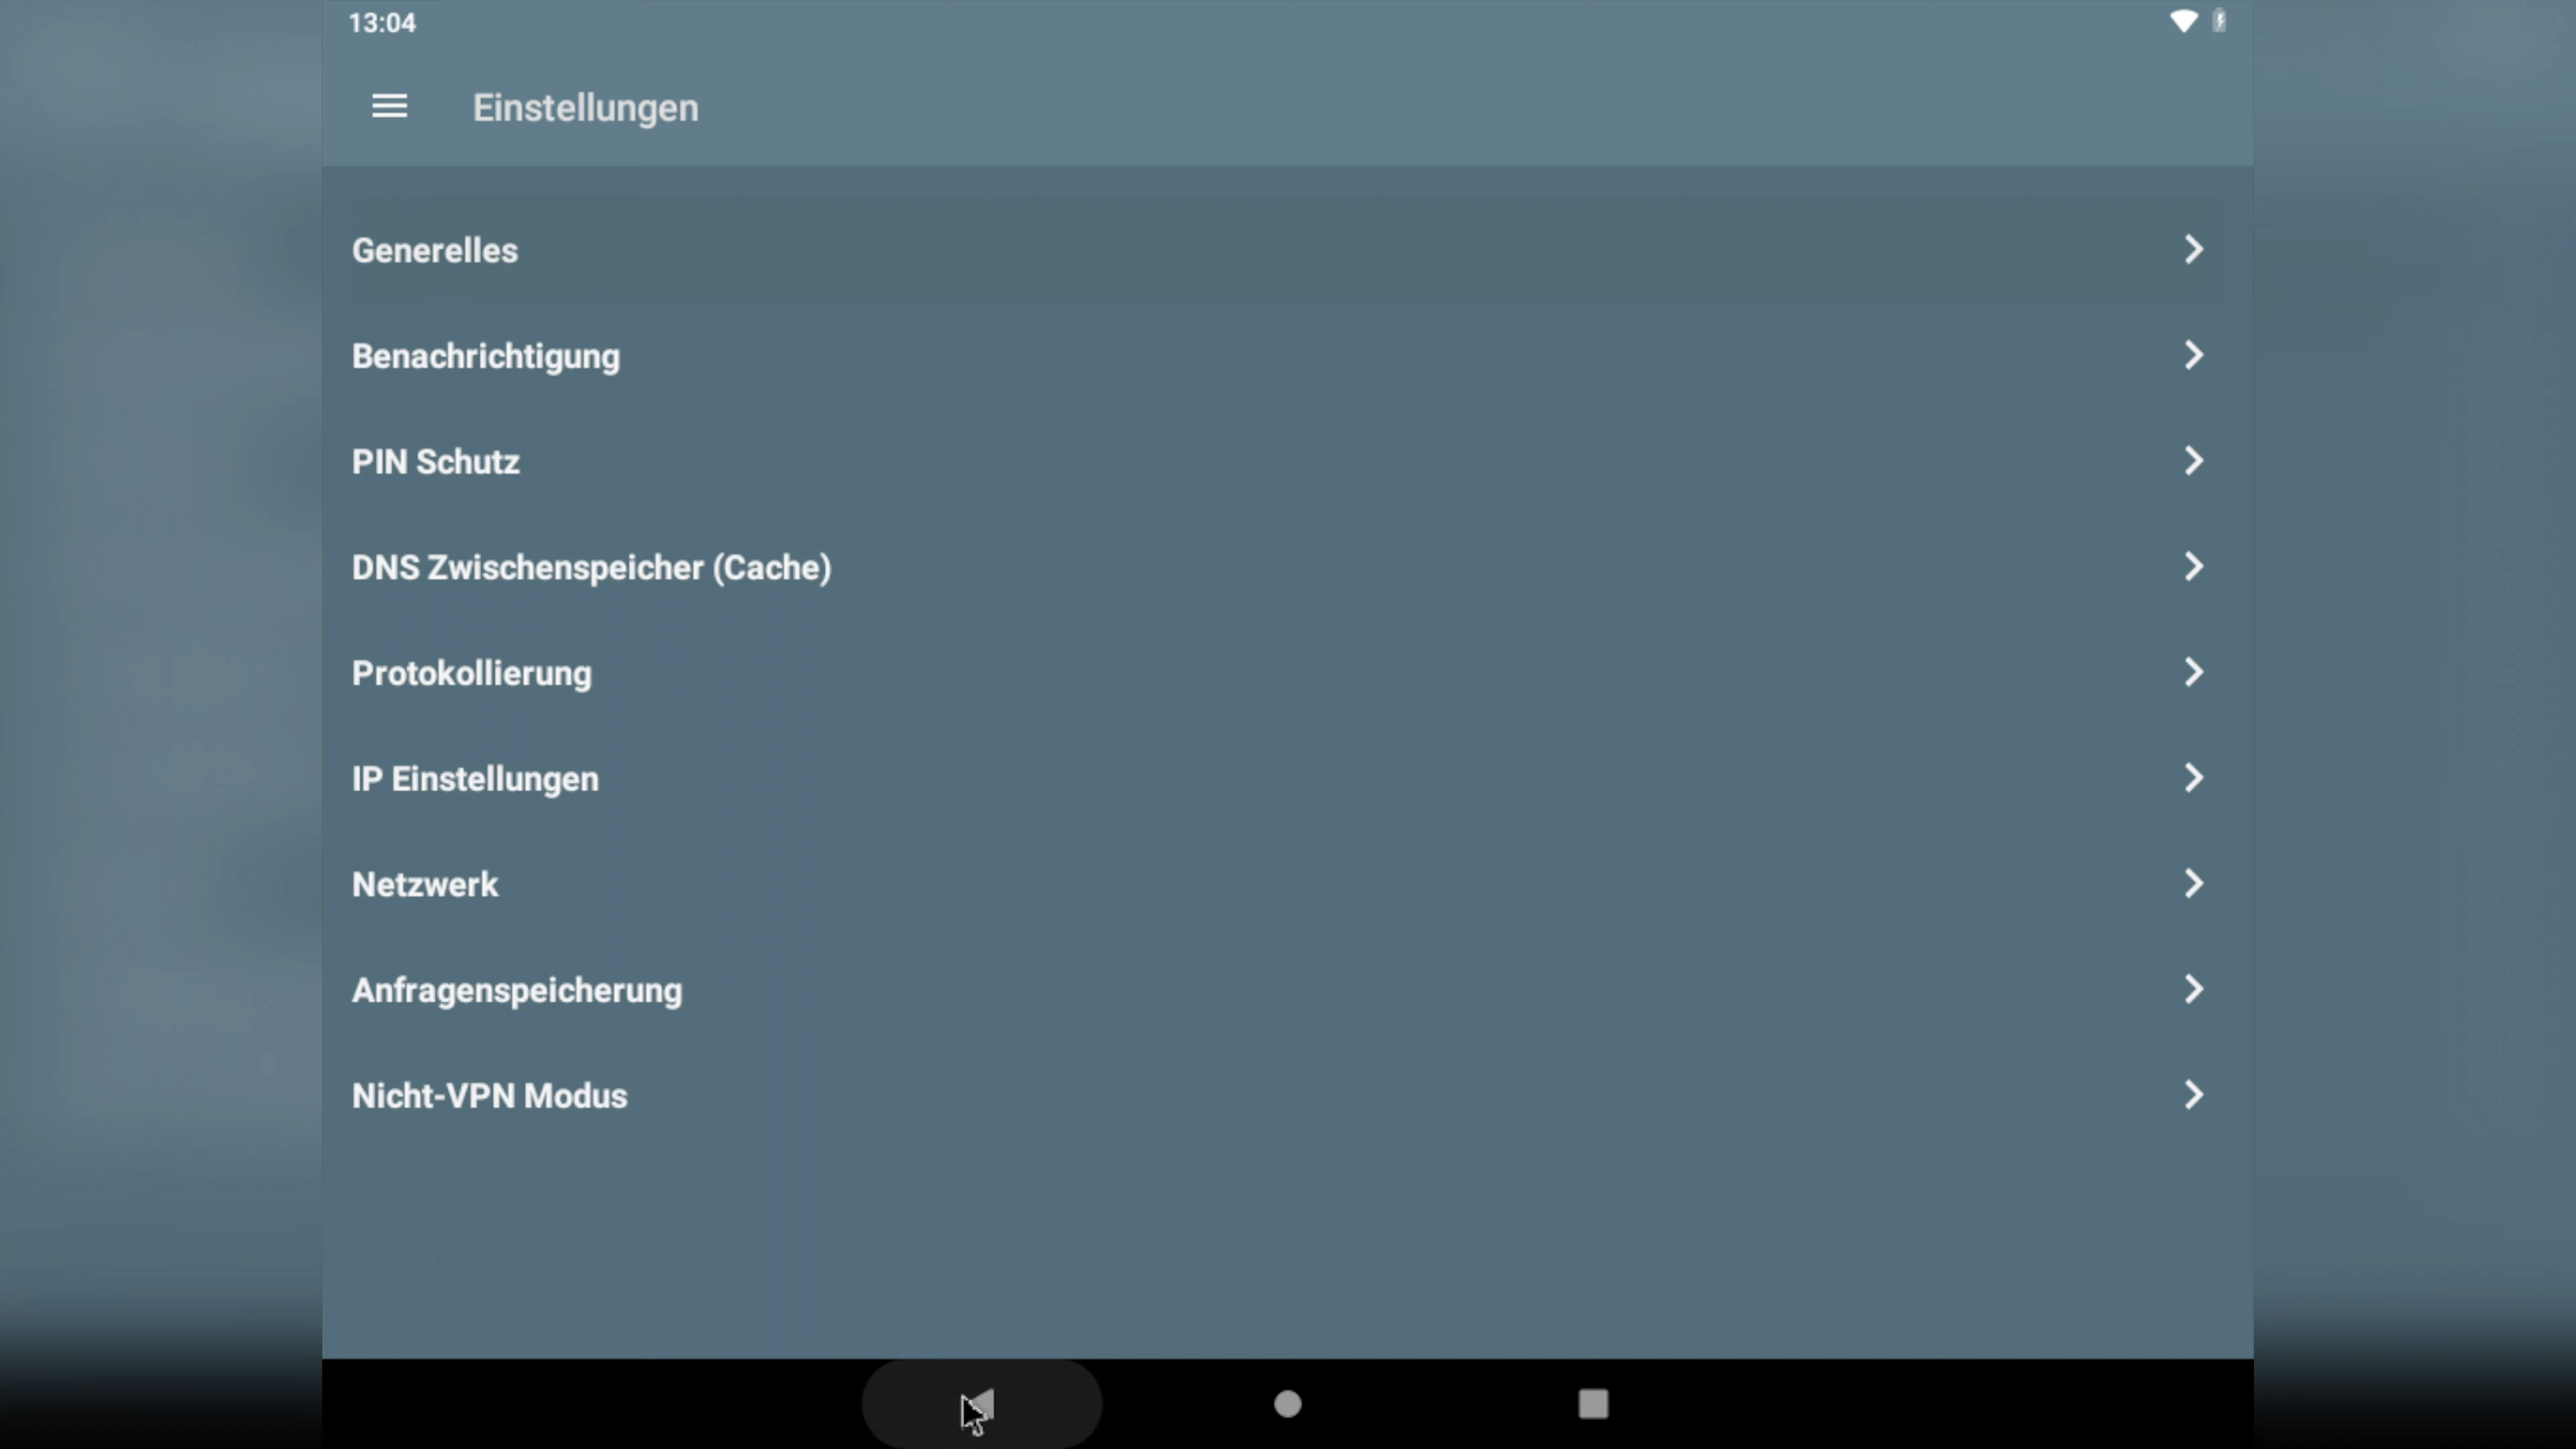 13:04
Einstellungen
Generelles
Benachrichtigung
PIN Schutz
DNS Zwischenspeicher (Cache)
Protokollierung
IP Einstellungen
Netzwerk
Anfragenspeicherung
Nicht-VPN Modus